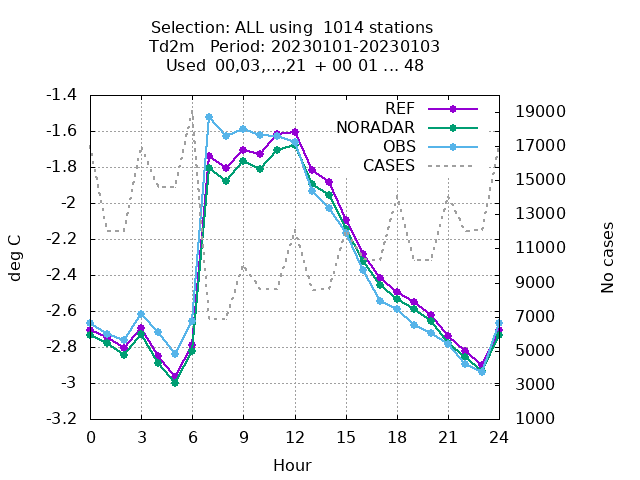 Selection: ALL using  1014 stations
Td2m   Period: 20230101-20230103
Used  00,03,...,21  + 00 01 ... 48
-1.4
-1.6
-1.8
-2
-2.2
-2.4
-2.6
-2.8
-3
-3.2
deg C
REF
NORADAR
OBS
CASES
19000
17000
15000
13000
11000
9000
7000
5000
3000
1000
No cases
0 3 6 9 12 15 18 21 24
Hour